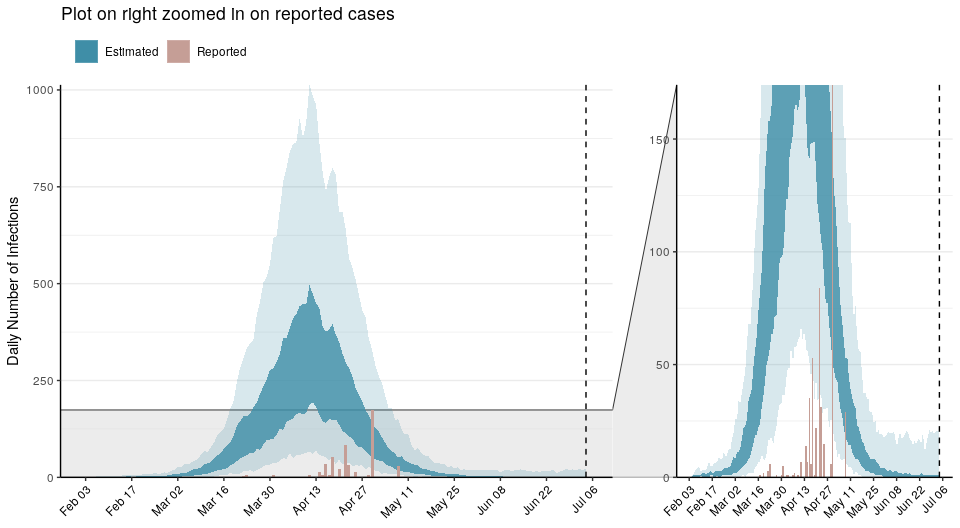 Plot on right zoomed in on reported cases
Estimated Reported
Daily Number of Infections
1000
750
500
250
0
Feb 03 Feb 17 Mar 02 Mar 16 Mar 30 Apr 13 Apr 27 May 11 May 25 Jun 08 Jun 22 Jul 06
150
100
50
0
Feb 03 Feb 17 Mar 02 Mar 16 Mar 30 Apr 13 Apr 27 May 11 May 25 Jun 08 Jun 22 Jul 06